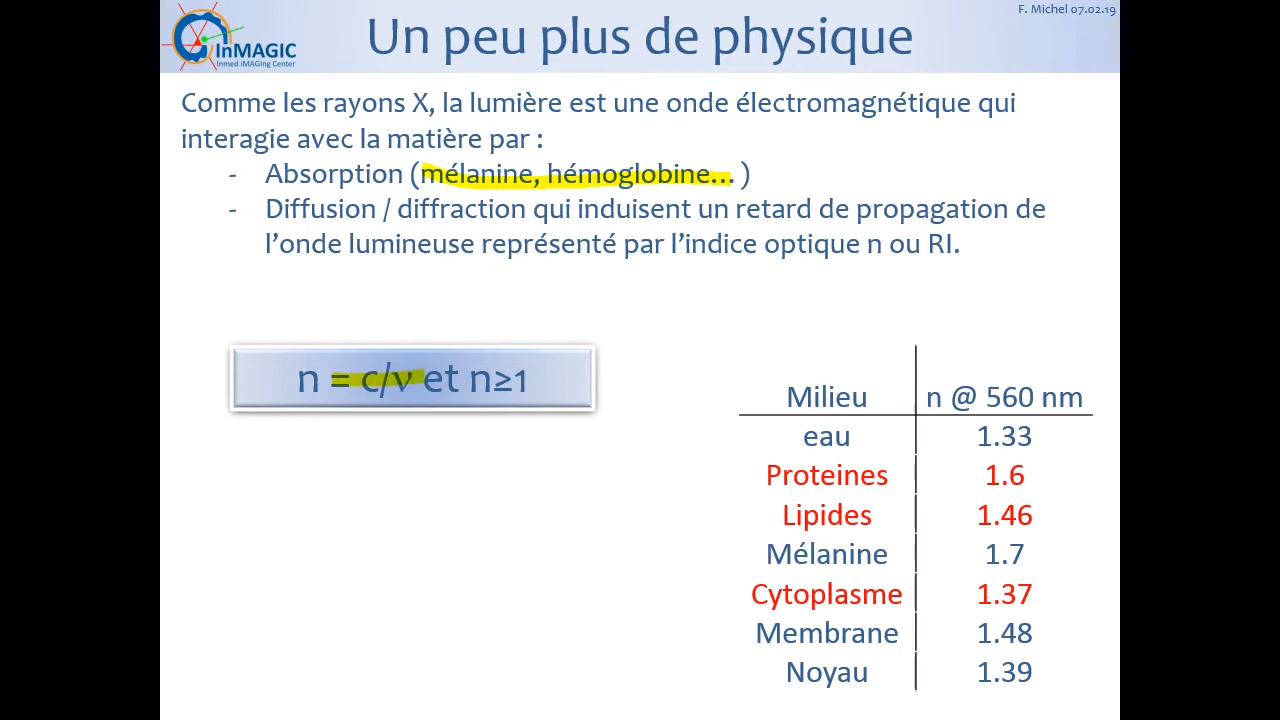 F. Michel 07.02.19
InMAGIC
Inmed iMAGIng Center
Un peu plus de physique
Comme les rayons X, la lumière est une onde électromagnétique qui
interagie avec la matière par :
- Absorption (mélanine, hémoglobine… )
- Diffusion / diffraction qui induisent un retard de propagation de
l’onde lumineuse représenté par l’indice optique n ou RI.
n = c/ν et n≥1
Milieu n @ 560 nm
eau 1.33
Proteines 1.6
Lipides 1.46
Mélanine 1.7
Cytoplasme 1.37
Membrane 1.48
Noyau 1.39